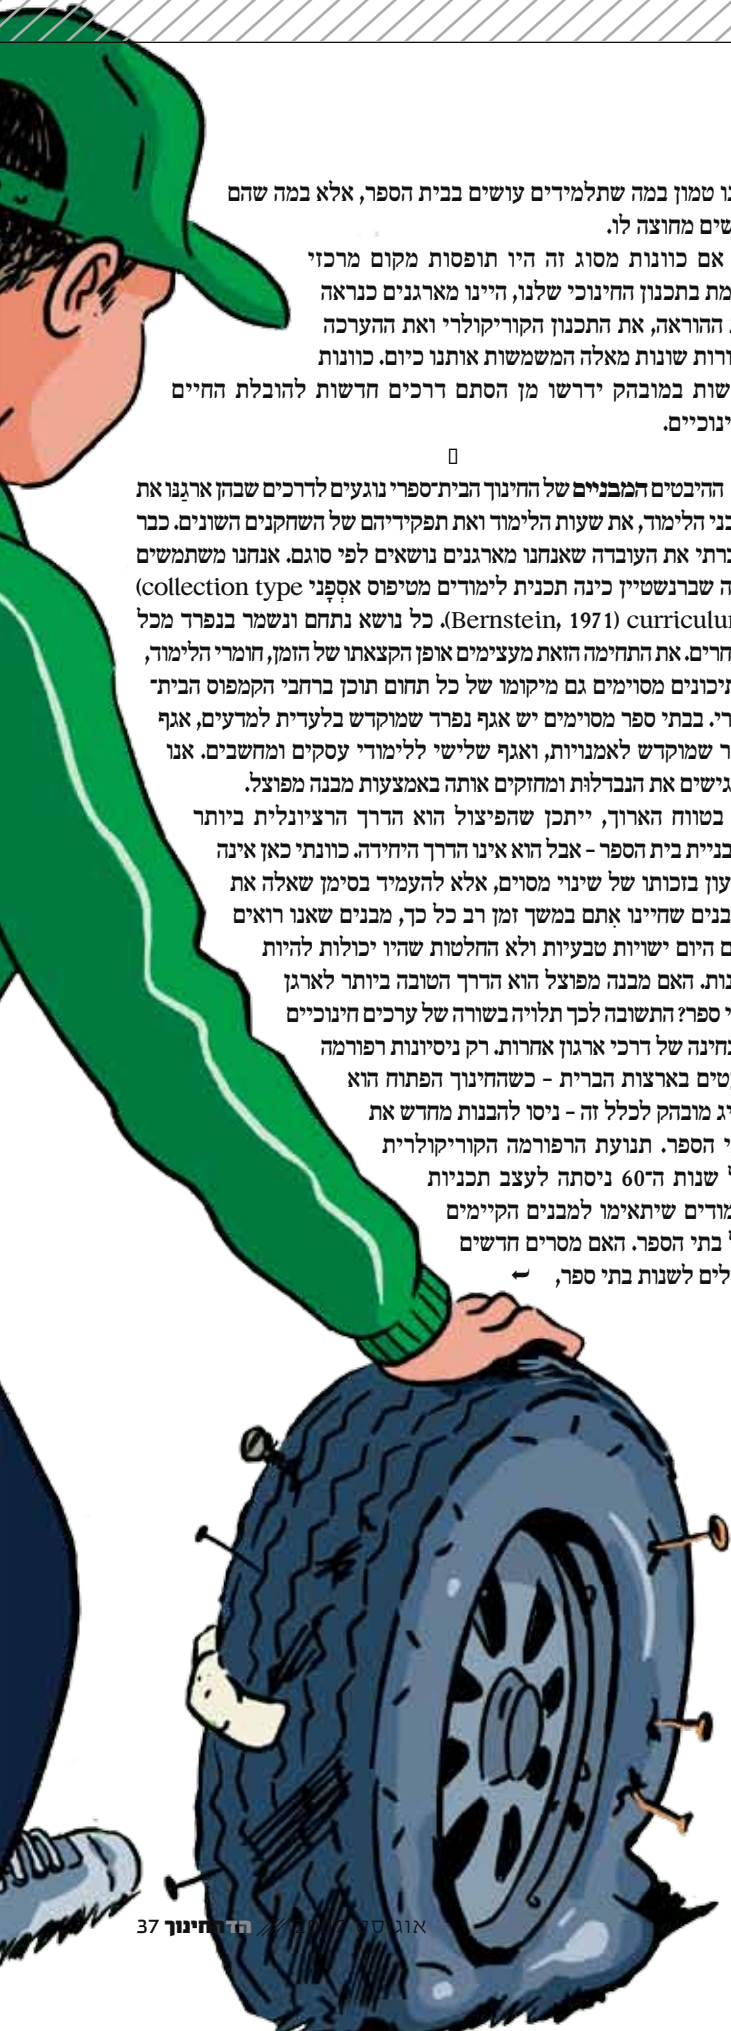 נו טמון במה שתלמידים עושים בבית הספר, אלא במה שהם
שים מחוצה לו.
אם כוונות מסוג זה היו תופסות מקום מרכזי
מת בתכנון החינוכי שלנו, היינו מארגנים כנראה
ההוראה, את התכנון הקוריקולרי ואת ההערכה
ורות שונות מאלה המשמשות אותנו כיום. כוונות
שות במובהק ידרשו מן הסתם דרכים חדשות להובלת החיים
ינוכיים.
ההיבטים המבניים של החינוך הבית־ספרי נוגעים לדרכים שבהן ארגַנּו את
בני הלימוד, את שעות הלימוד ואת תפקידיהם של השחקנים השונים. כבר
ברתי את העובדה שאנחנו מארגנים נושאים לפי סוגם. אנחנו משתמשים
ה שברנשטיין כינה תכנית לימודים מטיפוס אסְפָני (collection type
curriculu) (Bernstein, 1971). כל נושא נתחם ונשמר בנפרד מכל
חרים. את התחימה הזאת מעצימים אופן הקצאתו של הזמן, חומרי הלימוד,
תיכונים מסוימים גם מיקומו של כל תחום תוכן ברחבי הקמפוס הבית־
רי. בבתי ספר מסוימים יש אגף נפרד שמוקדש בלעדית למדעים, אגף
ר שמוקדש לאמנויות, ואגף שלישי ללימודי עסקים ומחשבים. אנו
גישים את הנבדלוּת ומחזקים אותה באמצעות מבנה מפוצל.
בטווח הארוך, ייתכן שהפיצול הוא הדרך הרציונלית ביותר
בניית בית הספר – אבל הוא אינו הדרך היחידה. כוונתי כאן אינה
עון בזכותו של שינוי מסוים, אלא להעמיד בסימן שאלה את
בנים שחיינו אִתם במשך זמן רב כל כך, מבנים שאנו רואים
ם היום ישויות טבעיות ולא החלטות שהיו יכולות להיות
נות. האם מבנה מפוצל הוא הדרך הטובה ביותר לארגן
י ספר? התשובה לכך תלויה בשורה של ערכים חינוכיים
בחינה של דרכי ארגון אחרות. רק ניסיונות רפורמה
טים בארצות הברית – כשהחינוך הפתוח הוא
יג מובהק לכלל זה – ניסו להבנות מחדש את
י הספר. תנועת הרפורמה הקוריקולרית
ל שנות ה־60 ניסתה לעצב תכניות
מודים שיתאימו למבנים הקיימים
ל בתי הספר. האם מסרים חדשים
לים לשנות בתי ספר,
אוגוסט /// הדהחינוך 37